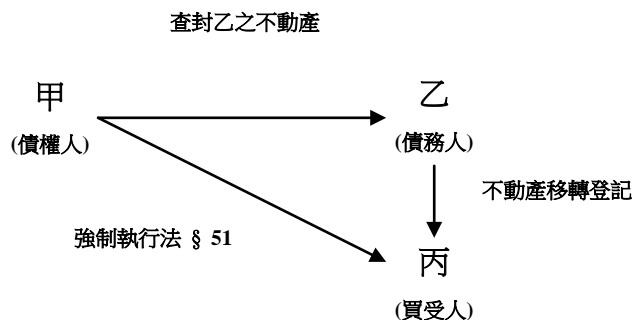 查封乙之不動產
甲
乙
(債權人)
(債務人)
不動產移轉登記
強制執行法 § 51
丙
(買受人)